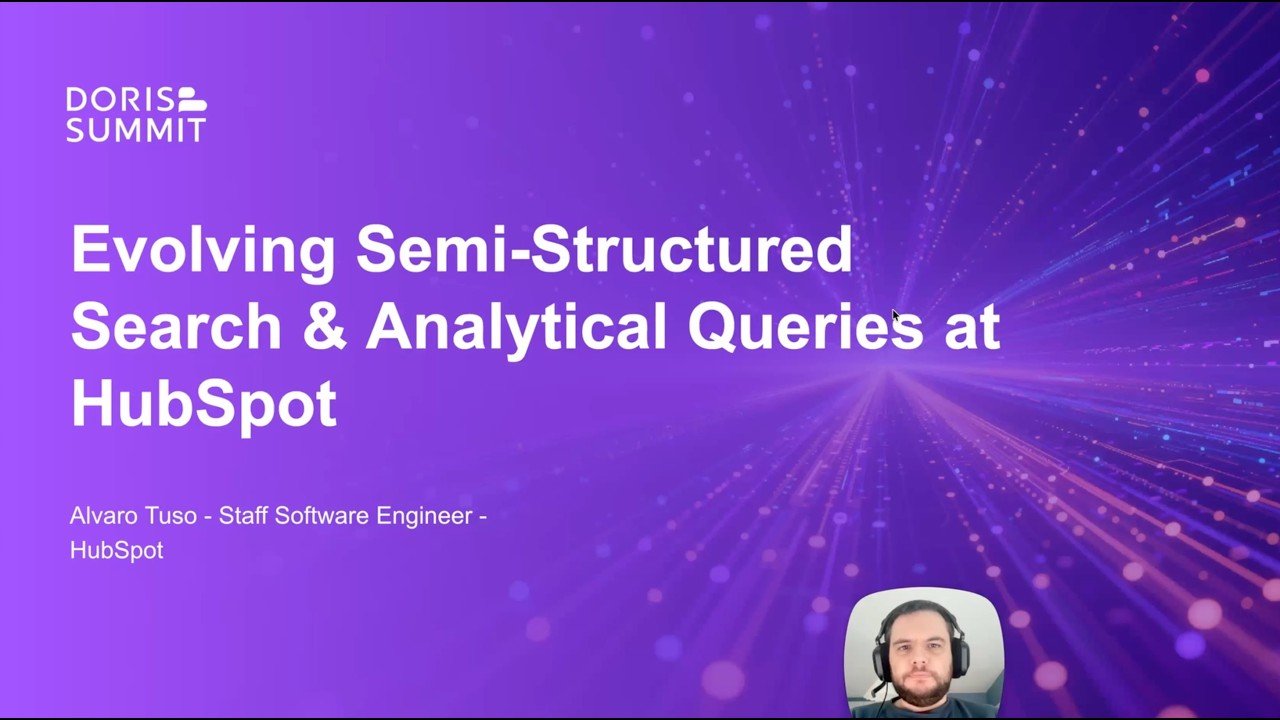 DORIS
SUMMIT
Evolving Semi-Structured
Search & Analytical Queries at
HubSpot
Alvaro Tuso - Staff Software Engineer -
HubSpot